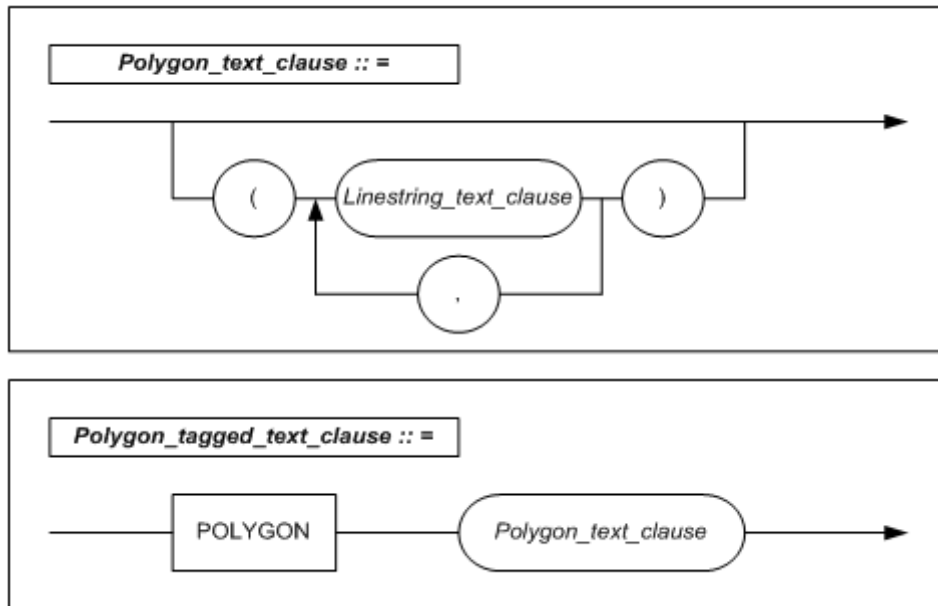 Polygon_text_clause :: =
( Linestring_text_clause )
,
Polygon_tagged_text_clause :: =
POLYGON Polygon_text_clause